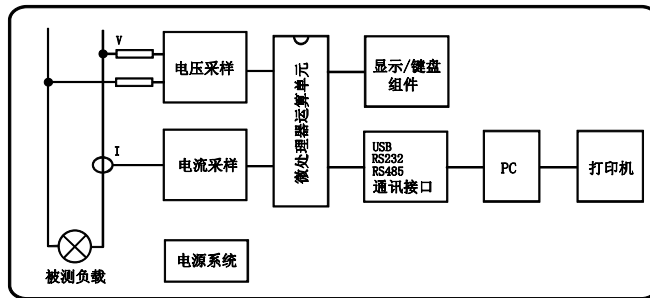 V
电压采样
I
电流采样
微处理器运算单元
显示/键盘
组件
USB
RS232
RS485
通讯接口
PC
打印机
被测负载
电源系统